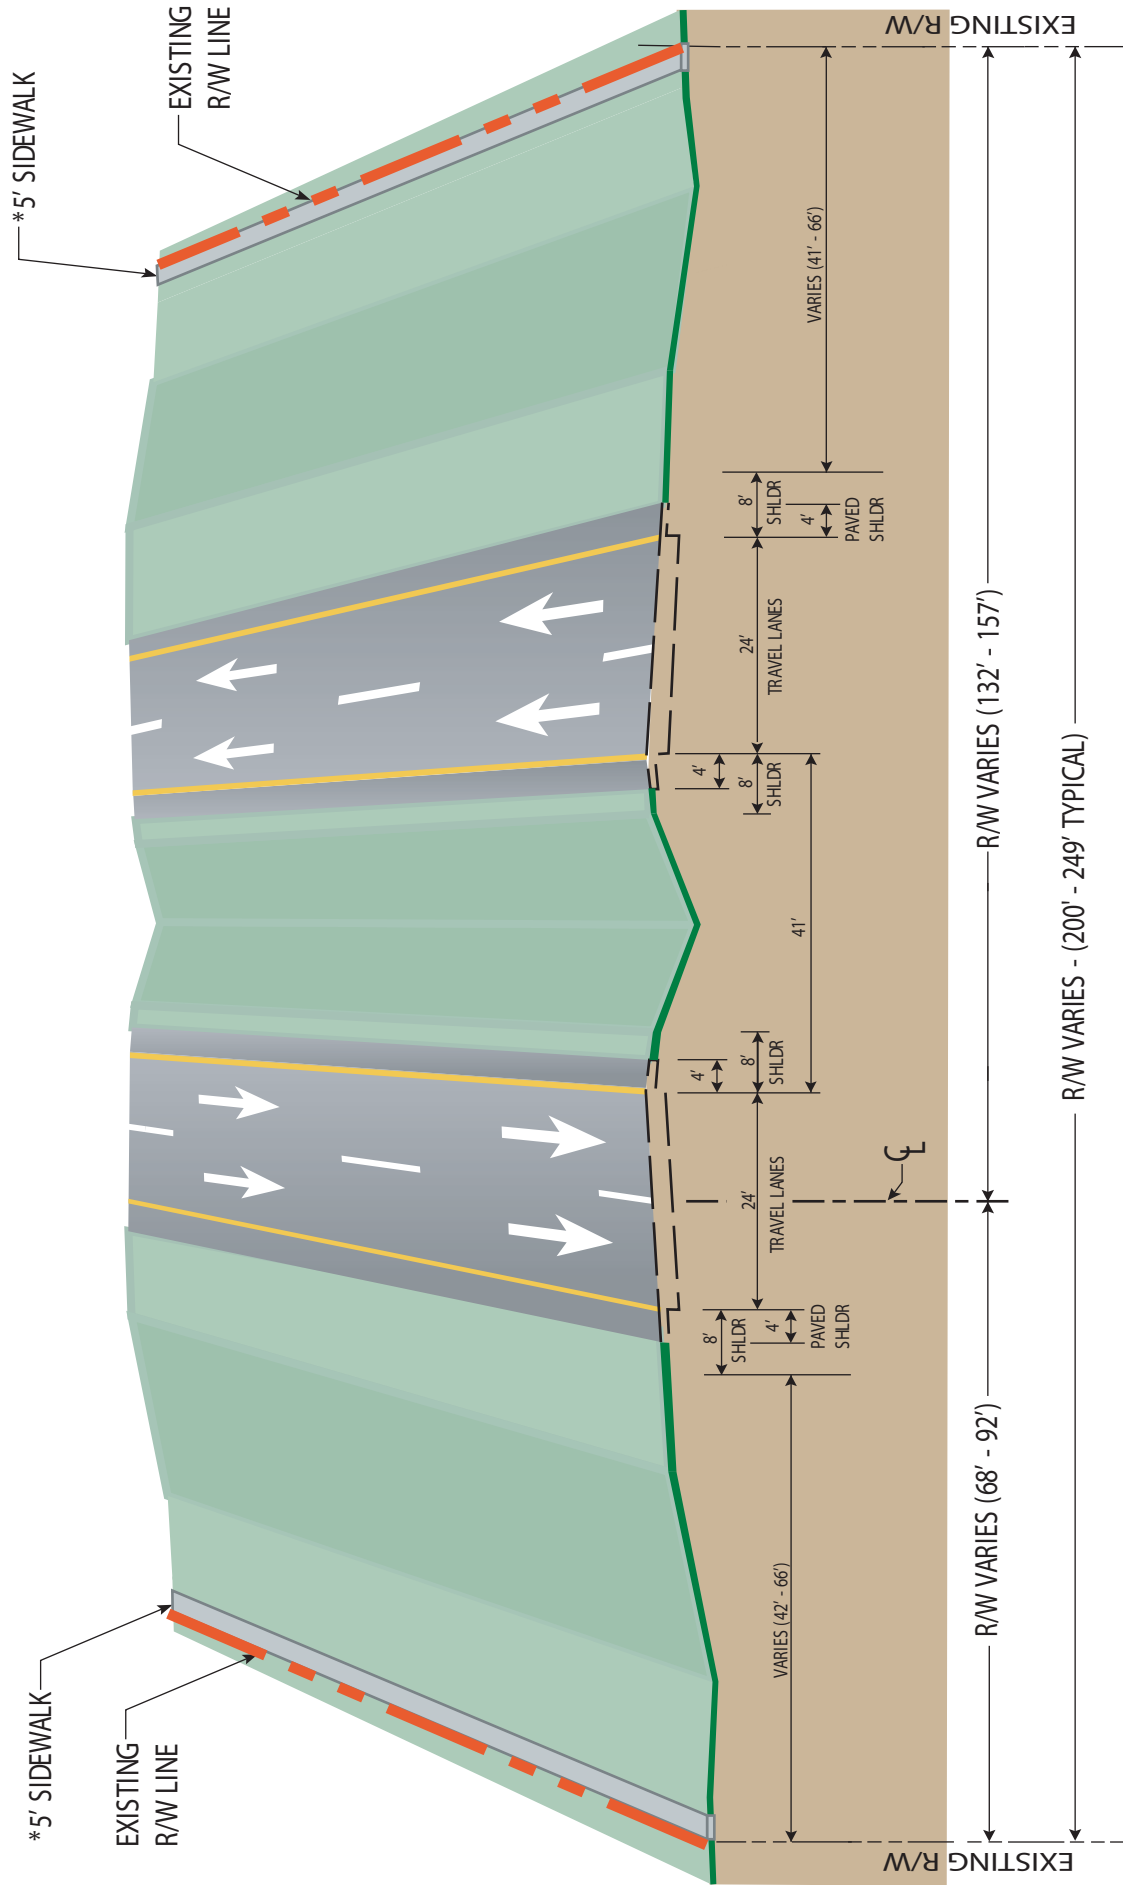 *5' SIDEWALK
EXISTING
R/W LINE
*5' SIDEWALK
EXISTING
R/W LINE
VARIES (42' - 66')
8'
SHLDR
4'
PAVED
SHLDR
24'
TRAVEL LANES
4'
8'
SHLDR
41'
4'
8'
SHLDR
24'
TRAVEL LANES
8'
SHLDR
4'
PAVED
SHLDR
VARIES (41' - 66')
℄
EXISTING R/W
EXISTING R/W
R/W VARIES (68' - 92')
R/W VARIES (132' - 157')
R/W VARIES - (200' - 249' TYPICAL)